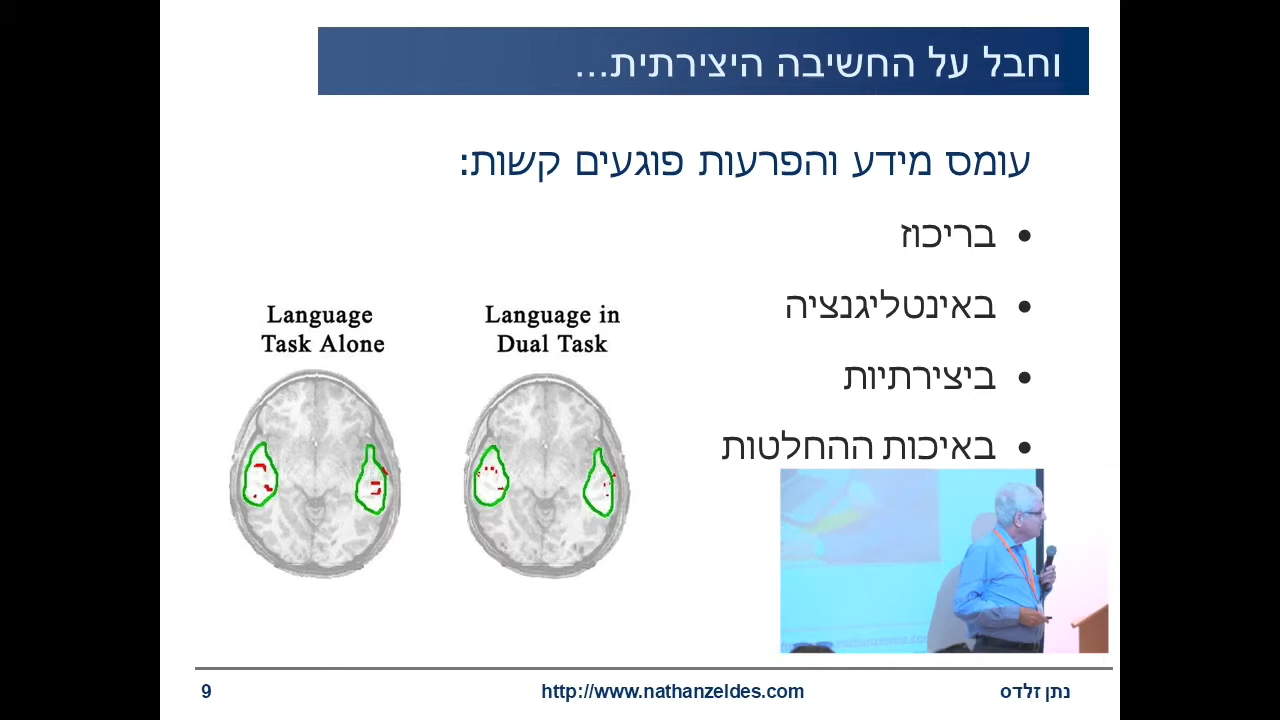 וחבל על החשיבה היצירתית...
עומס מידע והפרעות פוגעים קשות:
• בריכוז
• באינטליגנציה
• ביצירתיות
• באיכות ההחלטות
Language
Task Alone
Language in
Dual Task
נתן זלדס
http://www.nathanzeldes.com
9